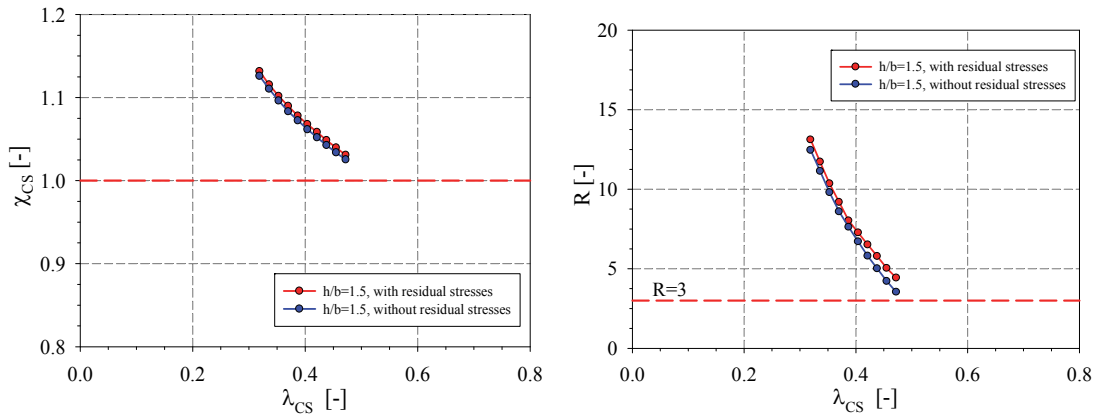 1.2
1.1
1.0
0.9
0.8
χCS [-]
h/b=1.5, with residual stresses
h/b=1.5, without residual stresses
0.0 0.2 0.4 0.6 0.8
λCS [-]
20
15
10
5
0
R [-]
h/b=1.5, with residual stresses
h/b=1.5, without residual stresses
R=3
0.0 0.2 0.4 0.6 0.8
λCS [-]